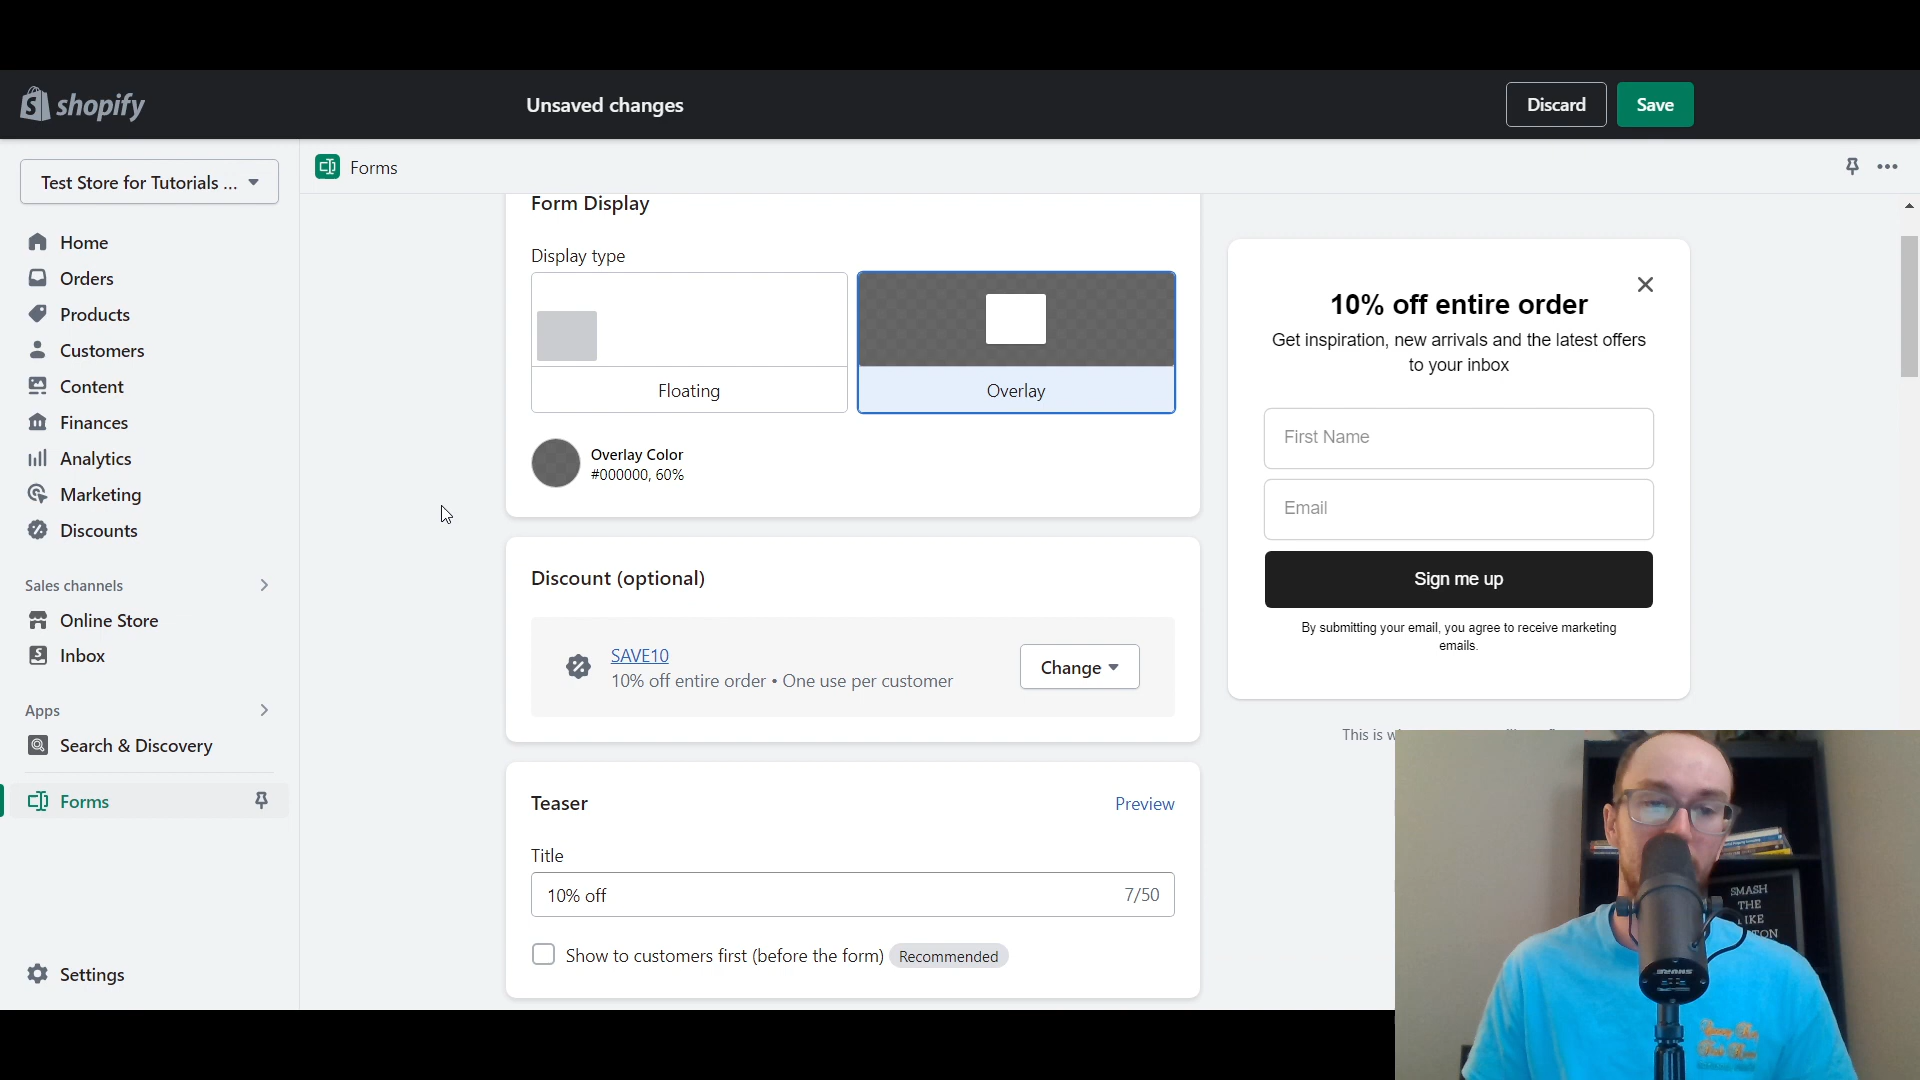 shopify
Unsaved changes
Discard
Save
Test Store for Tutorials ...
Forms
Home
Orders
Products
Customers
Content
Finances
Analytics
Marketing
Discounts
Sales channels
Online Store
Inbox
Apps
Search & Discovery
Forms
Settings
Form Display
Display type
Floating
Overlay
Overlay Color
#000000, 60%
Discount (optional)
SAVE10
10% off entire order • One use per customer
Change
Teaser
Preview
Title
10% off
7/50
Show to customers first (before the form)
Recommended
10% off entire order
Get inspiration, new arrivals and the latest offers
to your inbox
First Name
Email
Sign me up
By submitting your email, you agree to receive marketing
emails.
This is
SMASH
THE